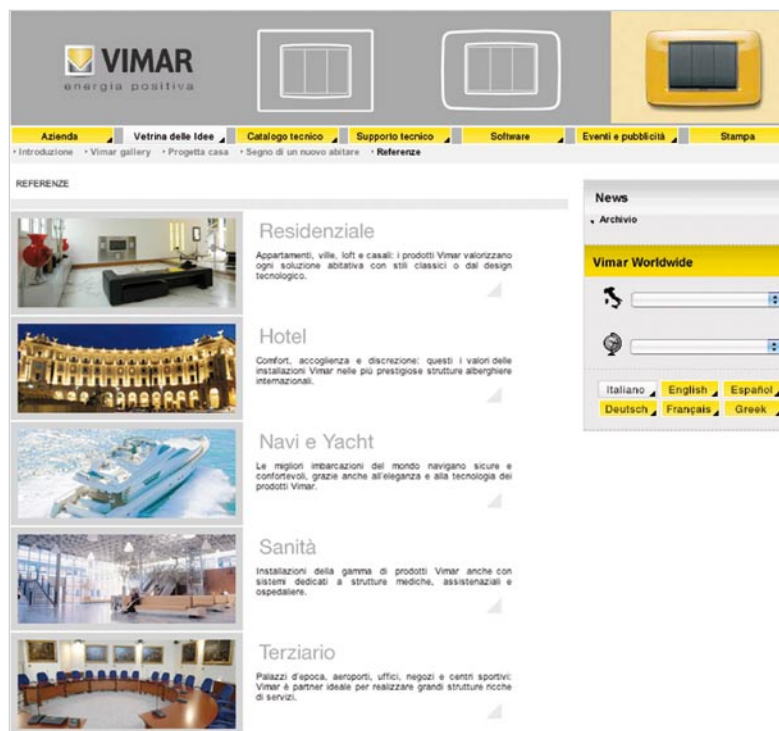 VIMAR
energia positiva
Azienda Vetrina delle Idee Catalogo tecnico Supporto tecnico Software Eventi e pubblicità Stampa
Introduzione Vimar gallery Progetta casa Segno di un nuovo abitare Referenze
REFERENZE
Residenziale
Appartamenti, ville, loft e casali: i prodotti Vimar valorizzano
ogni soluzione abitativa con stili classici o dal design
tecnologico.
Hotel
Comfort, accoglienza e discrezione: questi i valori delle
installazioni Vimar nelle più prestigiose strutture alberghiere
internazionali.
Navi e Yacht
Le migliori imbarcazioni del mondo navigano sicure e
confortevoli, grazie anche all'eleganza e alla tecnologia dei
prodotti Vimar.
Sanità
Installazioni della gamma di prodotti Vimar anche con
sistemi dedicati a strutture mediche, assistenaziali e
ospedaliere.
Terziario
Palazzi d'epoca, aeroporti, uffici, negozi e centri sportivi:
Vimar è partner ideale per realizzare grandi strutture ricche
di servizi.
News
Archivio
Vimar Worldwide
Italiano English Español
Deutsch Français Greek